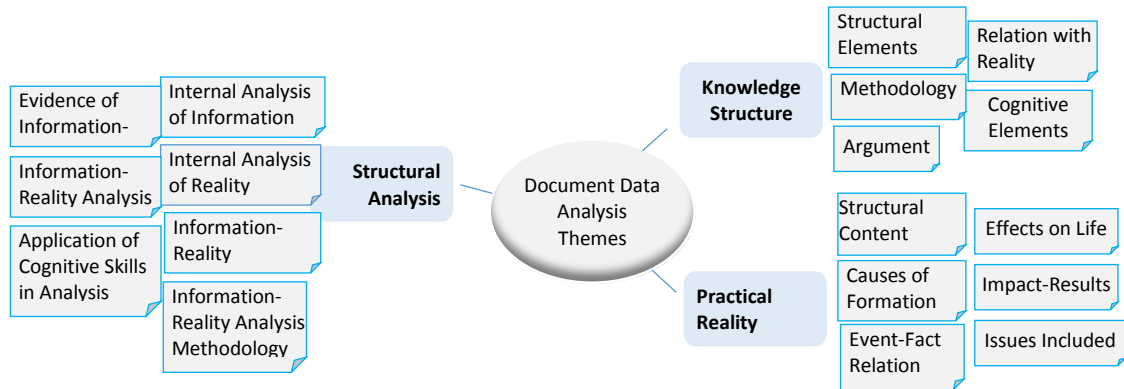 Evidence of
Information-
Internal Analysis
of Information
Information-
Reality Analysis
Internal Analysis
of Reality
Application of
Cognitive Skills
in Analysis
Information-
Reality
Information-
Reality Analysis
Methodology
Structural
Analysis
Document Data
Analysis
Themes
Knowledge
Structure
Structural
Elements
Relation with
Reality
Methodology
Cognitive
Elements
Argument
Practical
Reality
Structural
Content
Effects on Life
Causes of
Formation
Impact-Results
Event-Fact
Relation
Issues Included